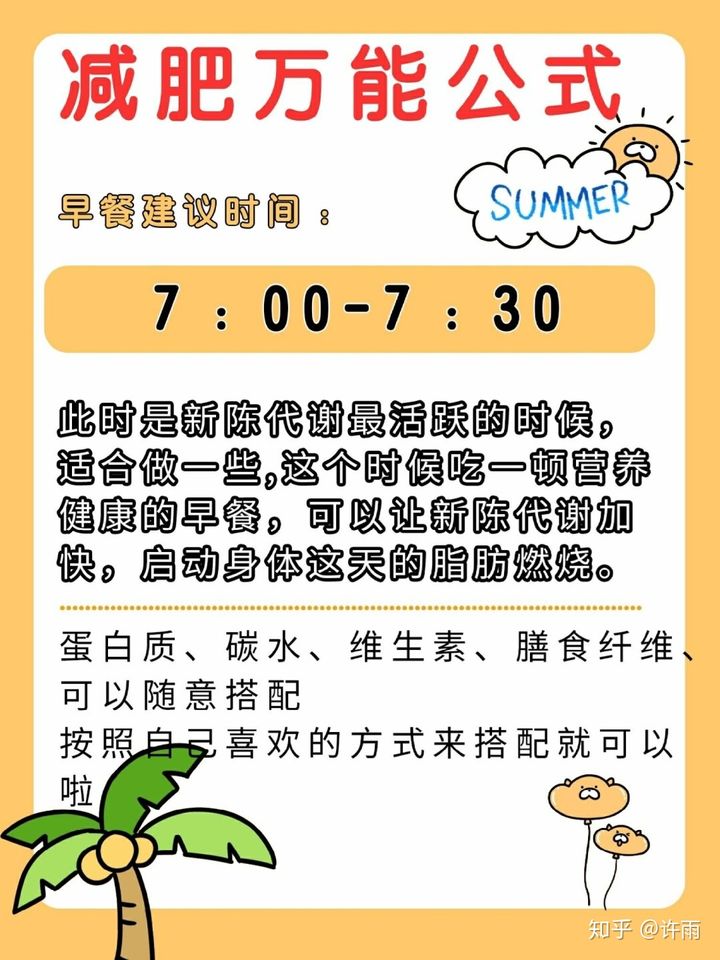 减肥万能公式
SUMMER
早餐建议时间：
7：00-7：30
此时是新陈代谢最活跃的时候，
适合做一些,这个时候吃一顿营养
健康的早餐，可以让新陈代谢加
快，启动身体这天的脂肪燃烧。
蛋白质、碳水、维生素、膳食纤维、
可以随意搭配
按照自己喜欢的方式来搭配就可以
啦
知乎 @许雨